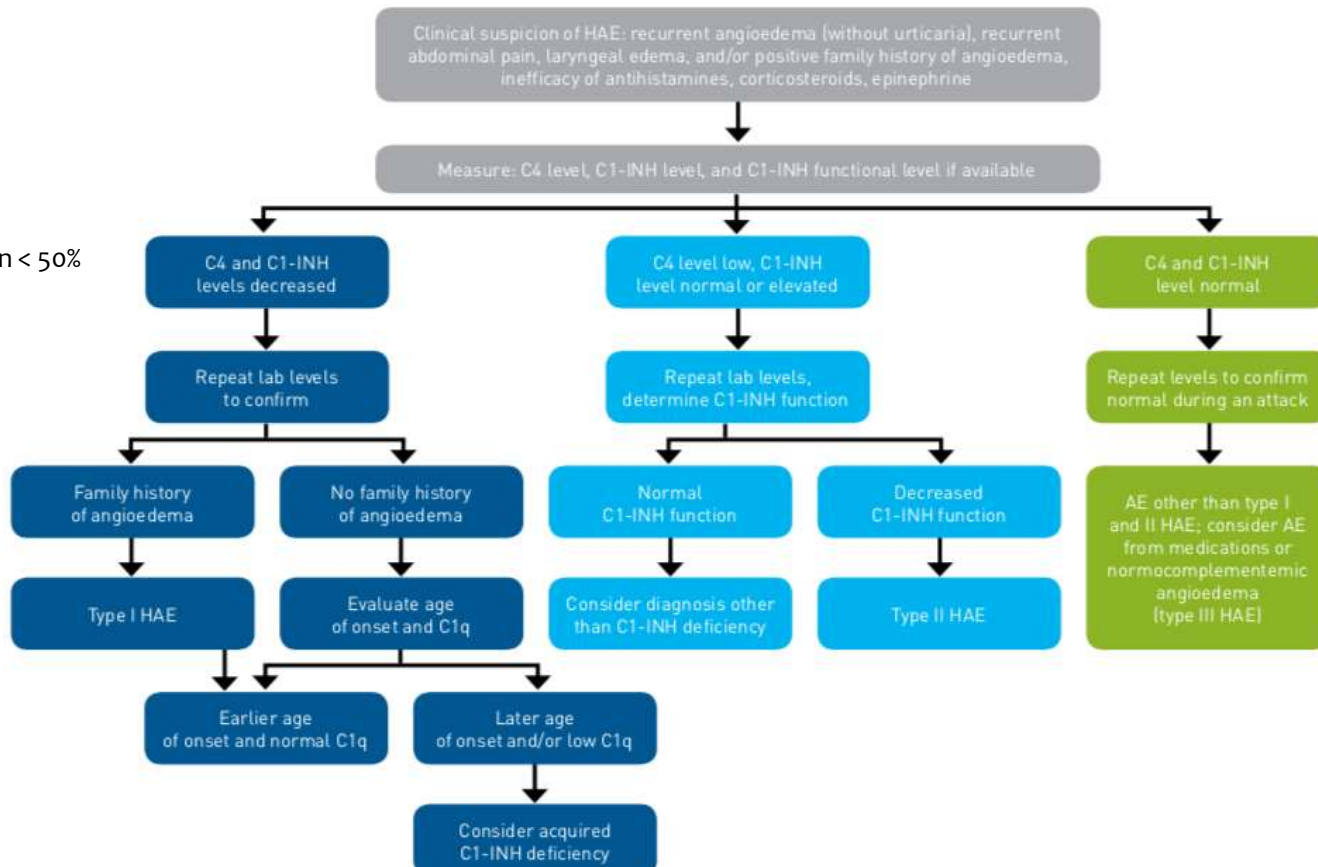 Clinical suspicion of HAE: recurrent angioedema (without urticaria), recurrent
abdominal pain, laryngeal edema, and/or positive family history of angioedema,
inefficacy of antihistamines, corticosteroids, epinephrine
Measure: C4 level, C1-INH level, and C1-INH functional level if available
n < 50%
C4 and C1-INH
levels decreased
C4 level low, C1-INH
level normal or elevated
C4 and C1-INH
level normal
Repeat lab levels
to confirm
Repeat lab levels,
determine C1-INH function
Repeat levels to confirm
normal during an attack
Family history
of angioedema
No family history
of angioedema
Normal
C1-INH function
Decreased
C1-INH function
AE other than type I
and II HAE; consider AE
from medications or
normocomplementemic
angioedema
(type III HAE)
Type I HAE
Evaluate age
of onset and C1q
Consider diagnosis other
than C1-INH deficiency
Type II HAE
Earlier age
of onset and normal C1q
Later age
of onset and/or low C1q
Consider acquired
C1-INH deficiency